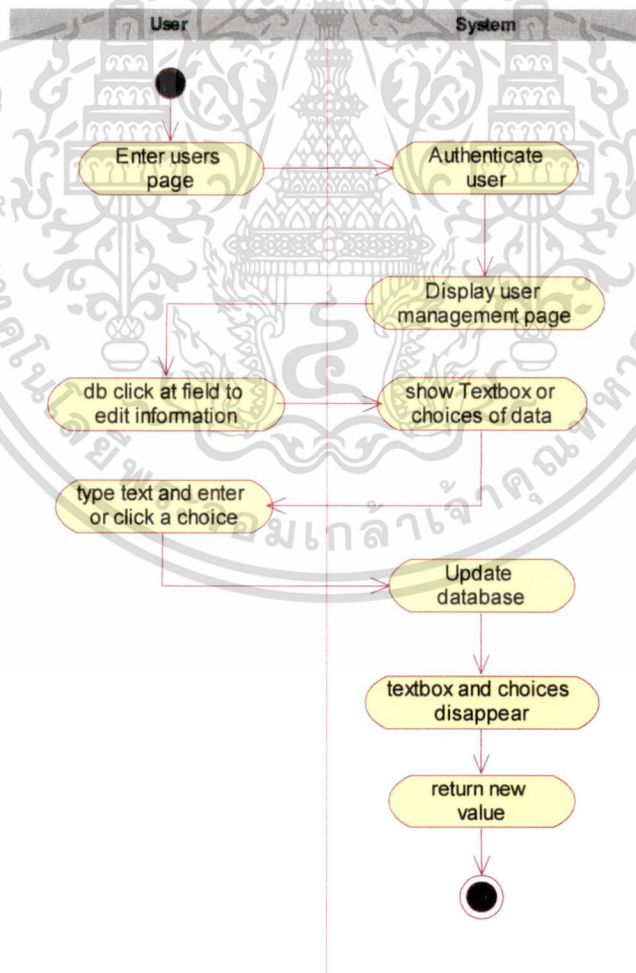 User
System
Enter users
page
Authenticate
user
Display user
management page
db click at field to
edit information
show Textbox or
choices of data
type text and enter
or click a choice
Update
database
textbox and choices
disappear
return new
value